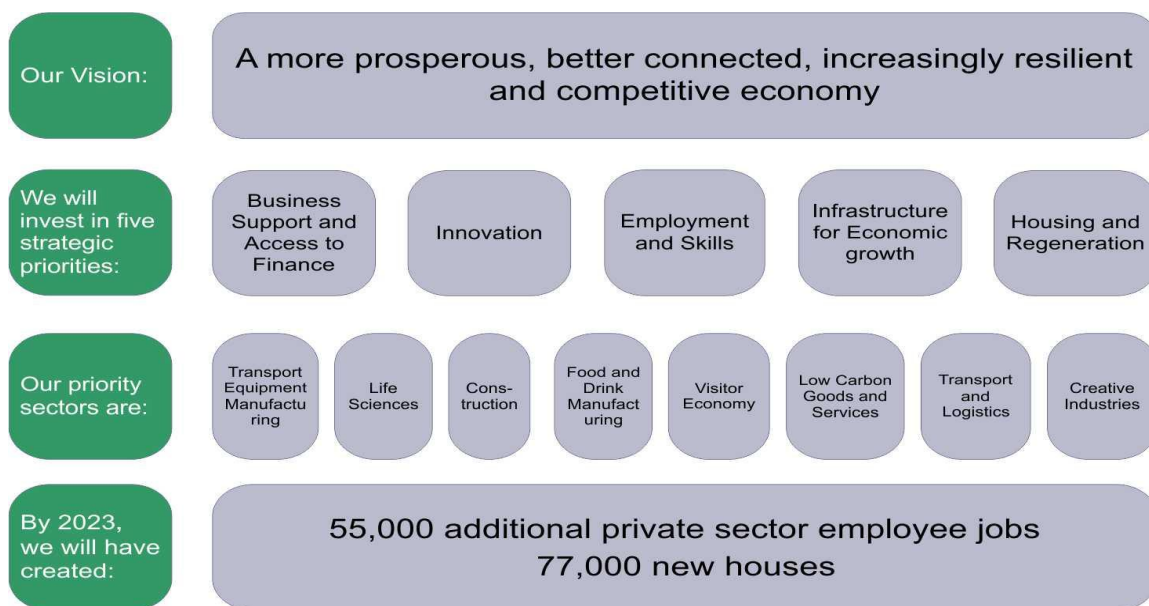 Our Vision:
A more prosperous, better connected, increasingly resilient
and competitive economy
We will
invest in five
strategic
priorities:
Business
Support and
Access to
Finance
Innovation
Employment
and Skills
Infrastructure
for Economic
growth
Housing and
Regeneration
Our priority
sectors are:
Transport
Equipment
Manufactu
ring
Life
Sciences
Cons-
truction
Food and
Drink
Manufact
uring
Visitor
Economy
Low Carbon
Goods and
Services
Transport
and
Logistics
Creative
Industries
By 2023,
we will have
created:
55,000 additional private sector employee jobs
77,000 new houses